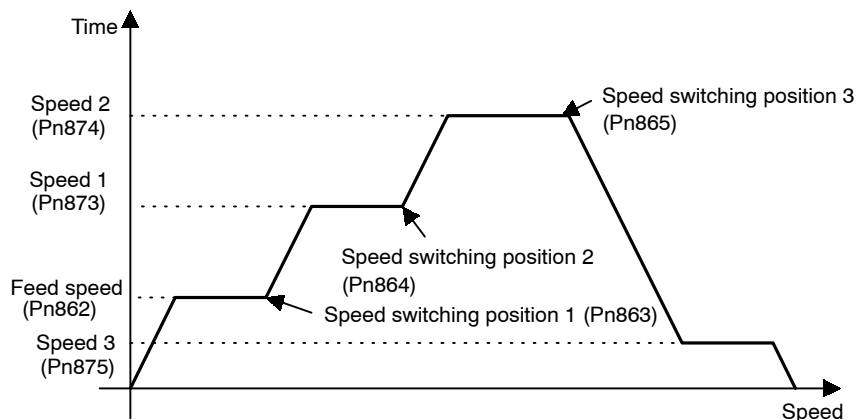 Time
Speed 2
(Pn874)
Speed switching position 3
(Pn865)
Speed 1
(Pn873)
Speed switching position 2
(Pn864)
Feed speed
(Pn862)
Speed switching position 1 (Pn863)
Speed 3
(Pn875)
Speed